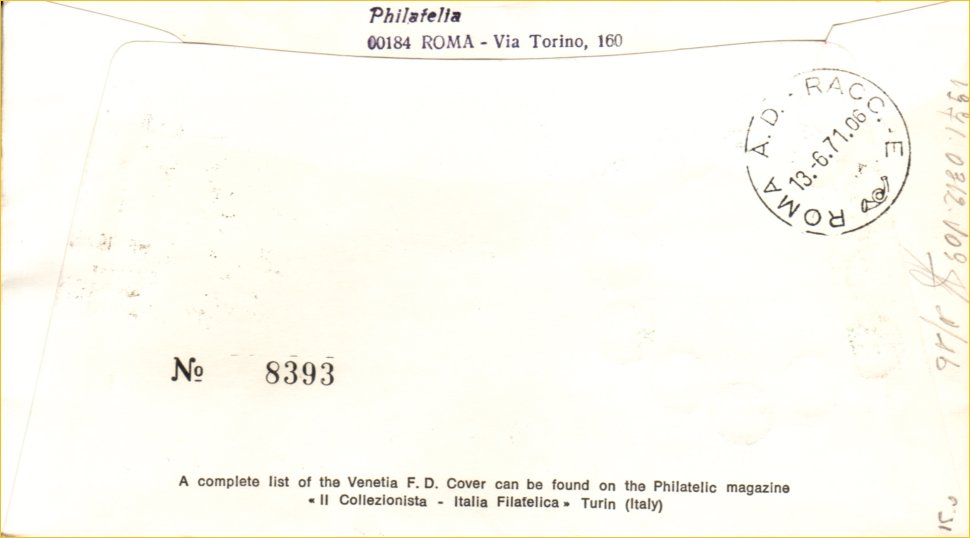 Philafelia
00184 ROMA - Via Torino, 160
ROMA A.D. - RACC. - E
13.-6.71.06
№ 8393
A complete list of the Venetia F. D. Cover can be found on the Philatelic magazine
« Il Collezionista - Italia Filatelica » Turin (Italy)